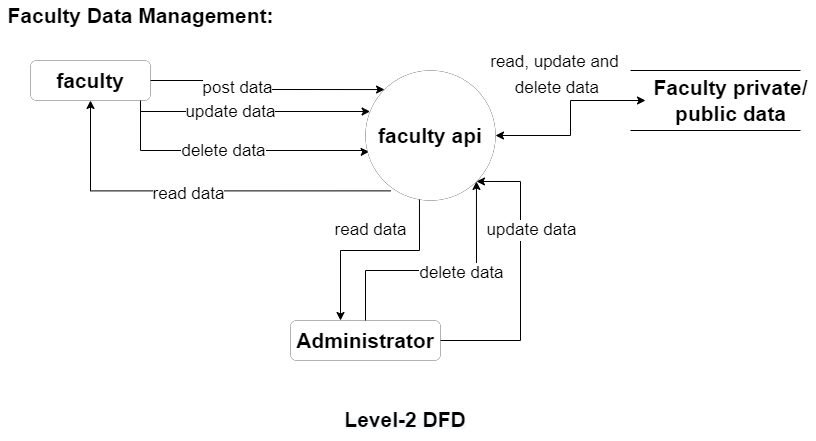 Faculty Data Management:
read, update and
delete data
faculty
post data
update data
delete data
read data
faculty api
Faculty private/
public data
read data
update data
delete data
Administrator
Level-2 DFD